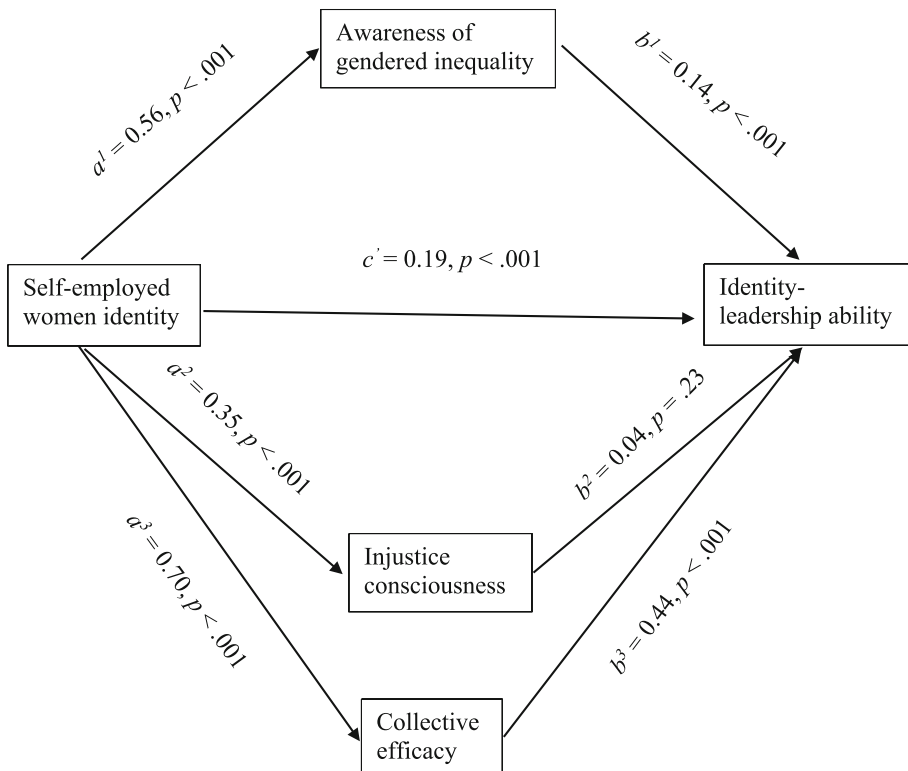 Awareness of
gendered inequality
a¹ = 0.56, p < .001
b¹ = 0.14, p < .001
c’ = 0.19, p < .001
Self-employed
women identity
Identity-
leadership ability
a² = 0.35, p < .001
b² = 0.04, p = .23
a³ = 0.70, p < .001
b³ = 0.44, p < .001
Injustice
consciousness
Collective
efficacy